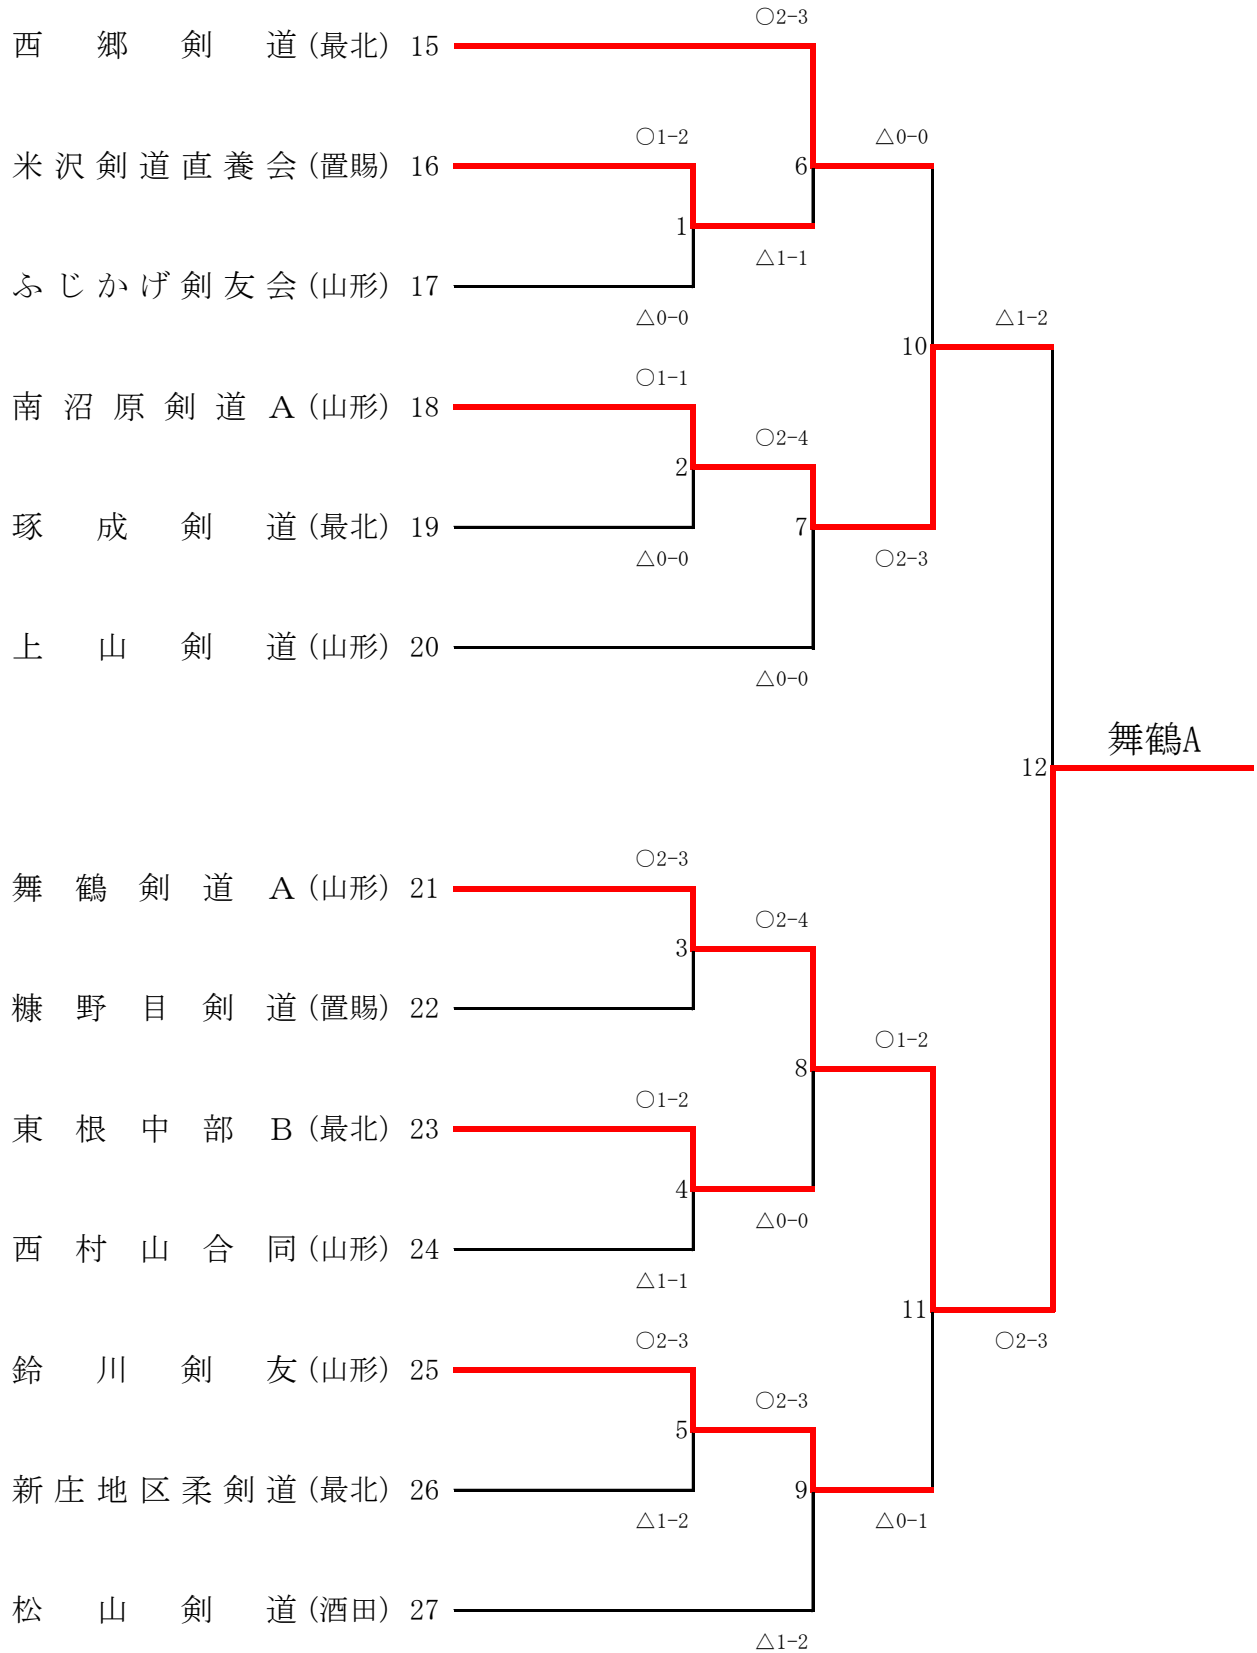 ○2-3
西郷剣道(最北) 15
○1-2
△0-0
米沢剣道直養会(置賜) 16
6
1
△1-1
ふじかげ剣友会(山形) 17
△0-0
△1-2
10
○1-1
南沼原剣道A(山形) 18
○2-4
2
琢成剣道(最北) 19
7
△0-0
○2-3
上山剣道(山形) 20
△0-0
舞鶴A
12
○2-3
舞鶴剣道A(山形) 21
○2-4
3
糠野目剣道(置賜) 22
○1-2
8
○1-2
東根中部B(最北) 23
4
△0-0
西村山合同(山形) 24
△1-1
11
○2-3
○2-3
鈴川剣友(山形) 25
○2-3
5
新庄地区柔剣道(最北) 26
9
△1-2
△0-1
松山剣道(酒田) 27
△1-2